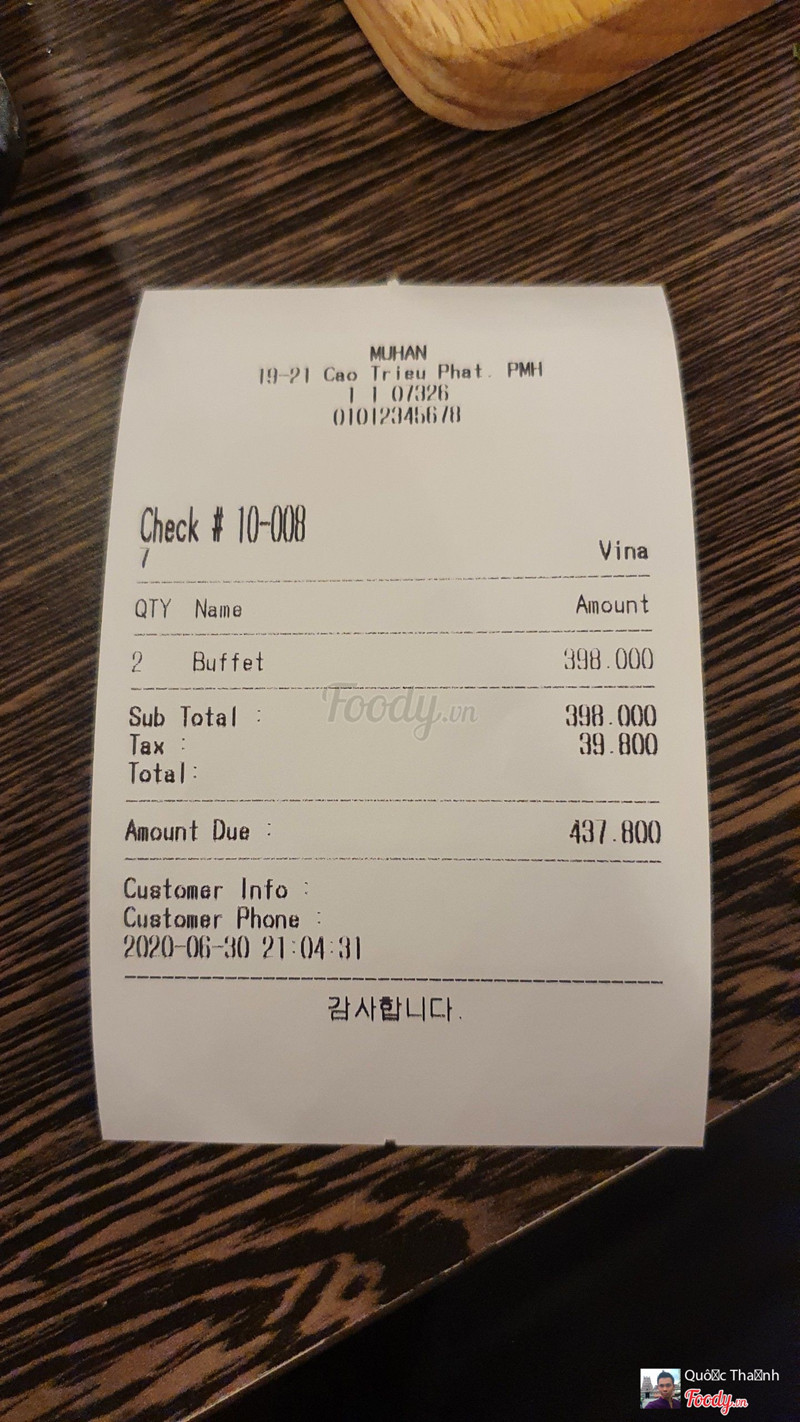 MUHAN
19-21 Cao Trieu Phat. PMH
1 1 07326
01012345678
Check # 10-008
7 Vina
QTY Name Amount
2 Buffet 398.000
Foody.vn
Sub Total : 398.000
Tax : 39.800
Total:
Amount Due : 437.800
Customer Info :
Customer Phone :
2020-06-30 21:04:31
감사합니다.
Foody.vn